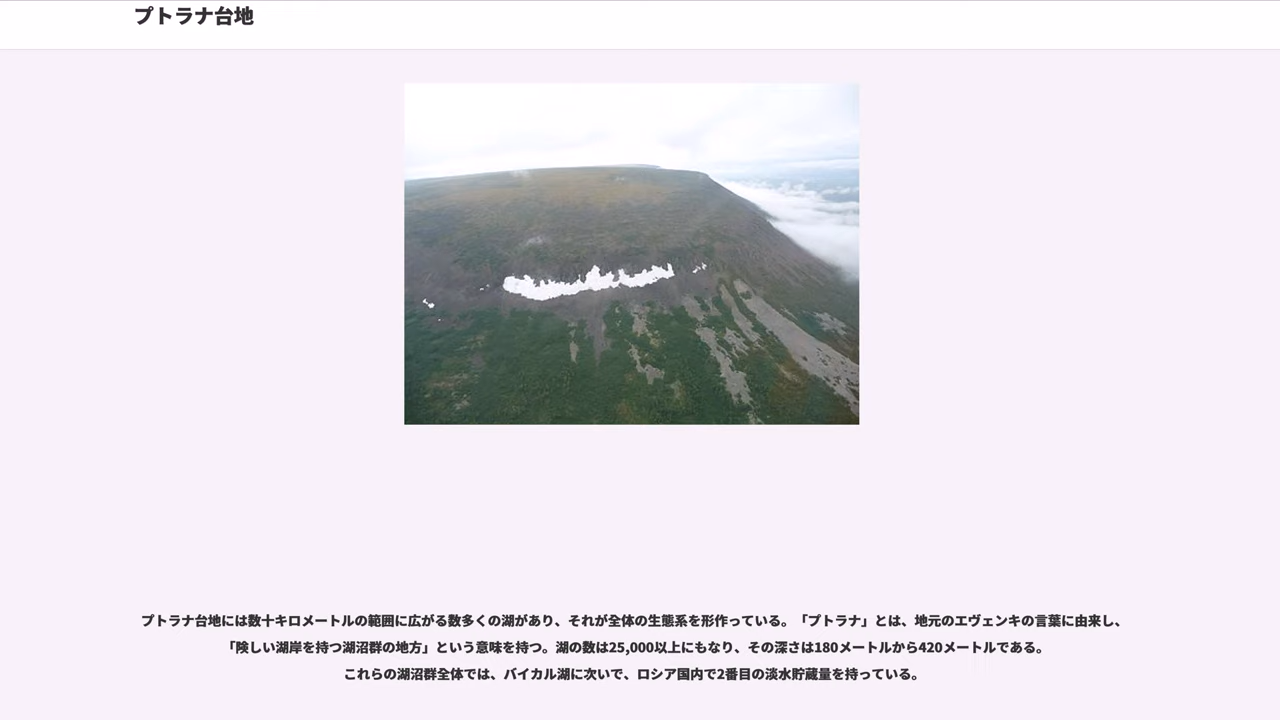 プトラナ台地
プトラナ台地には数十キロメートルの範囲に広がる数多くの湖があり、それが全体の生態系を形作っている。「プトラナ」とは、地元のエヴェンキの言葉に由来し、
「険しい湖岸を持つ湖沼群の地方」という意味を持つ。湖の数は25,000以上にもなり、その深さは180メートルから420メートルである。
これらの湖沼群全体では、バイカル湖に次いで、ロシア国内で2番目の淡水貯蔵量を持っている。